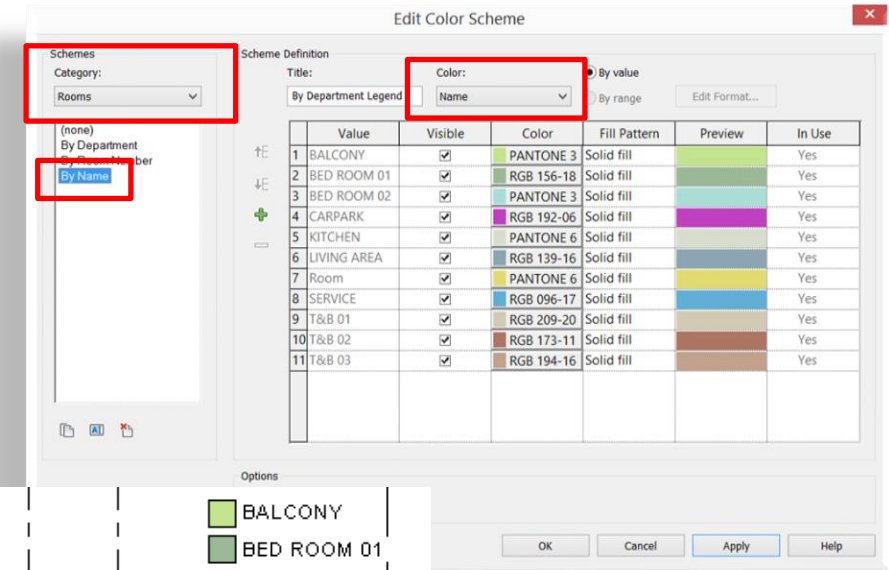 Edit Color Scheme
Schemes
Category:
Rooms
(none)
By Department
By Room Number
By Name
Scheme Definition
Title:
By Department Legend
Color:
Name
By value
By range
Edit Format...
Value Visible Color Fill Pattern Preview In Use
1 BALCONY PANTONE 3 Solid fill Yes
2 BED ROOM 01 RGB 156-18 Solid fill Yes
3 BED ROOM 02 PANTONE 3 Solid fill Yes
4 CARPARK RGB 192-06 Solid fill Yes
5 KITCHEN PANTONE 6 Solid fill Yes
6 LIVING AREA RGB 139-16 Solid fill Yes
7 Room PANTONE 6 Solid fill Yes
8 SERVICE RGB 096-17 Solid fill Yes
9 T&B 01 RGB 209-20 Solid fill Yes
10 T&B 02 RGB 173-11 Solid fill Yes
11 T&B 03 RGB 194-16 Solid fill Yes
Options
OK Cancel Apply Help
BALCONY
BED ROOM 01